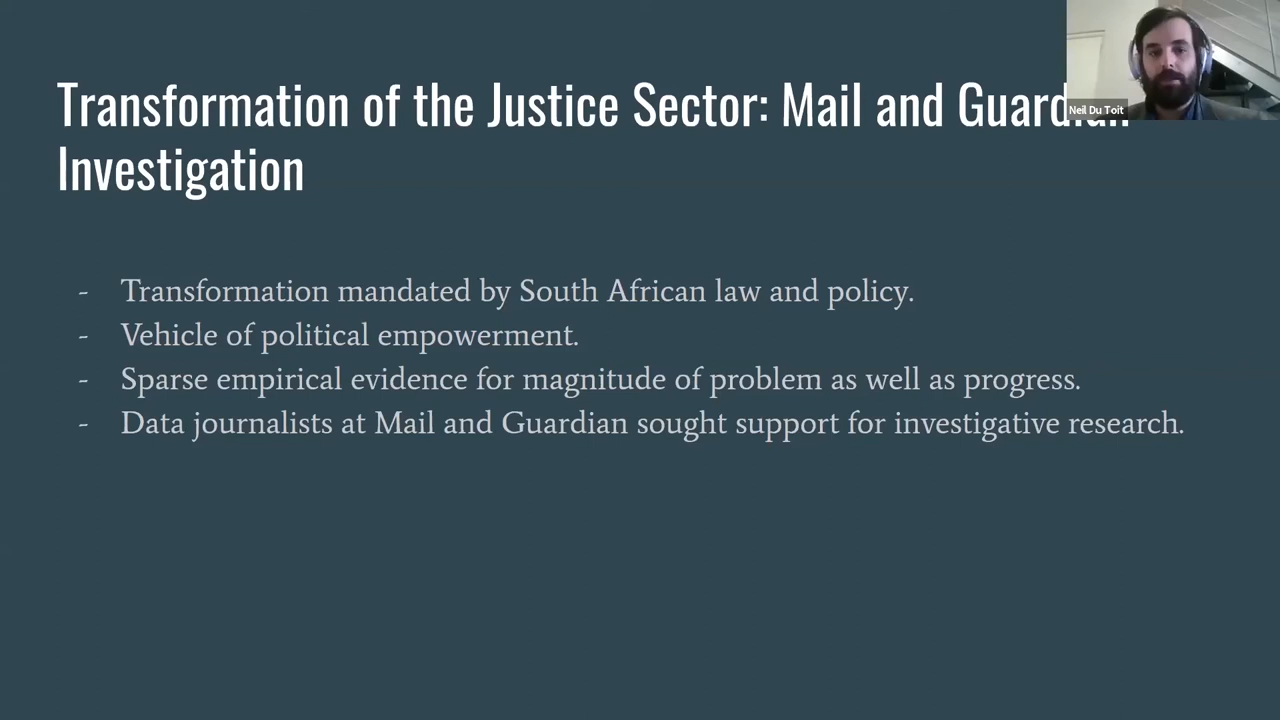 Transformation of the Justice Sector: Mail and Guardian
Investigation
Neil Du Toit
- Transformation mandated by South African law and policy.
- Vehicle of political empowerment.
- Sparse empirical evidence for magnitude of problem as well as progress.
- Data journalists at Mail and Guardian sought support for investigative research.